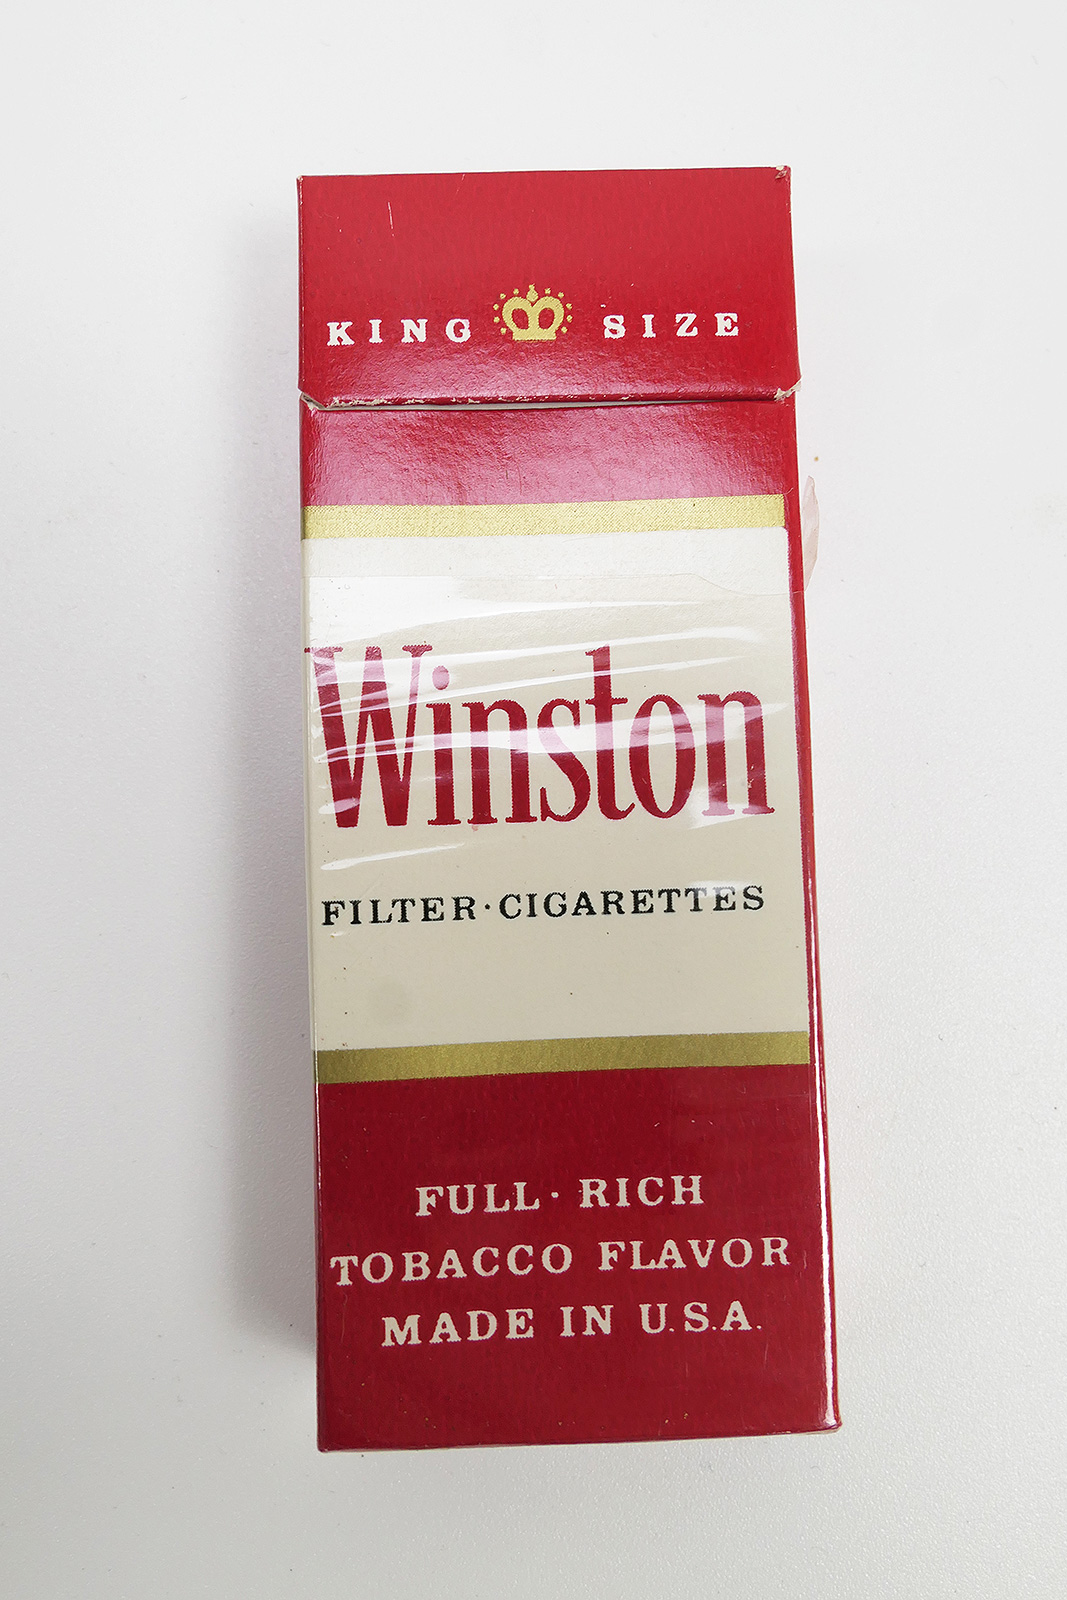 KING SIZE
Winston
FILTER·CIGARETTES
FULL· RICH
TOBACCO FLAVOR
MADE IN U.S.A.